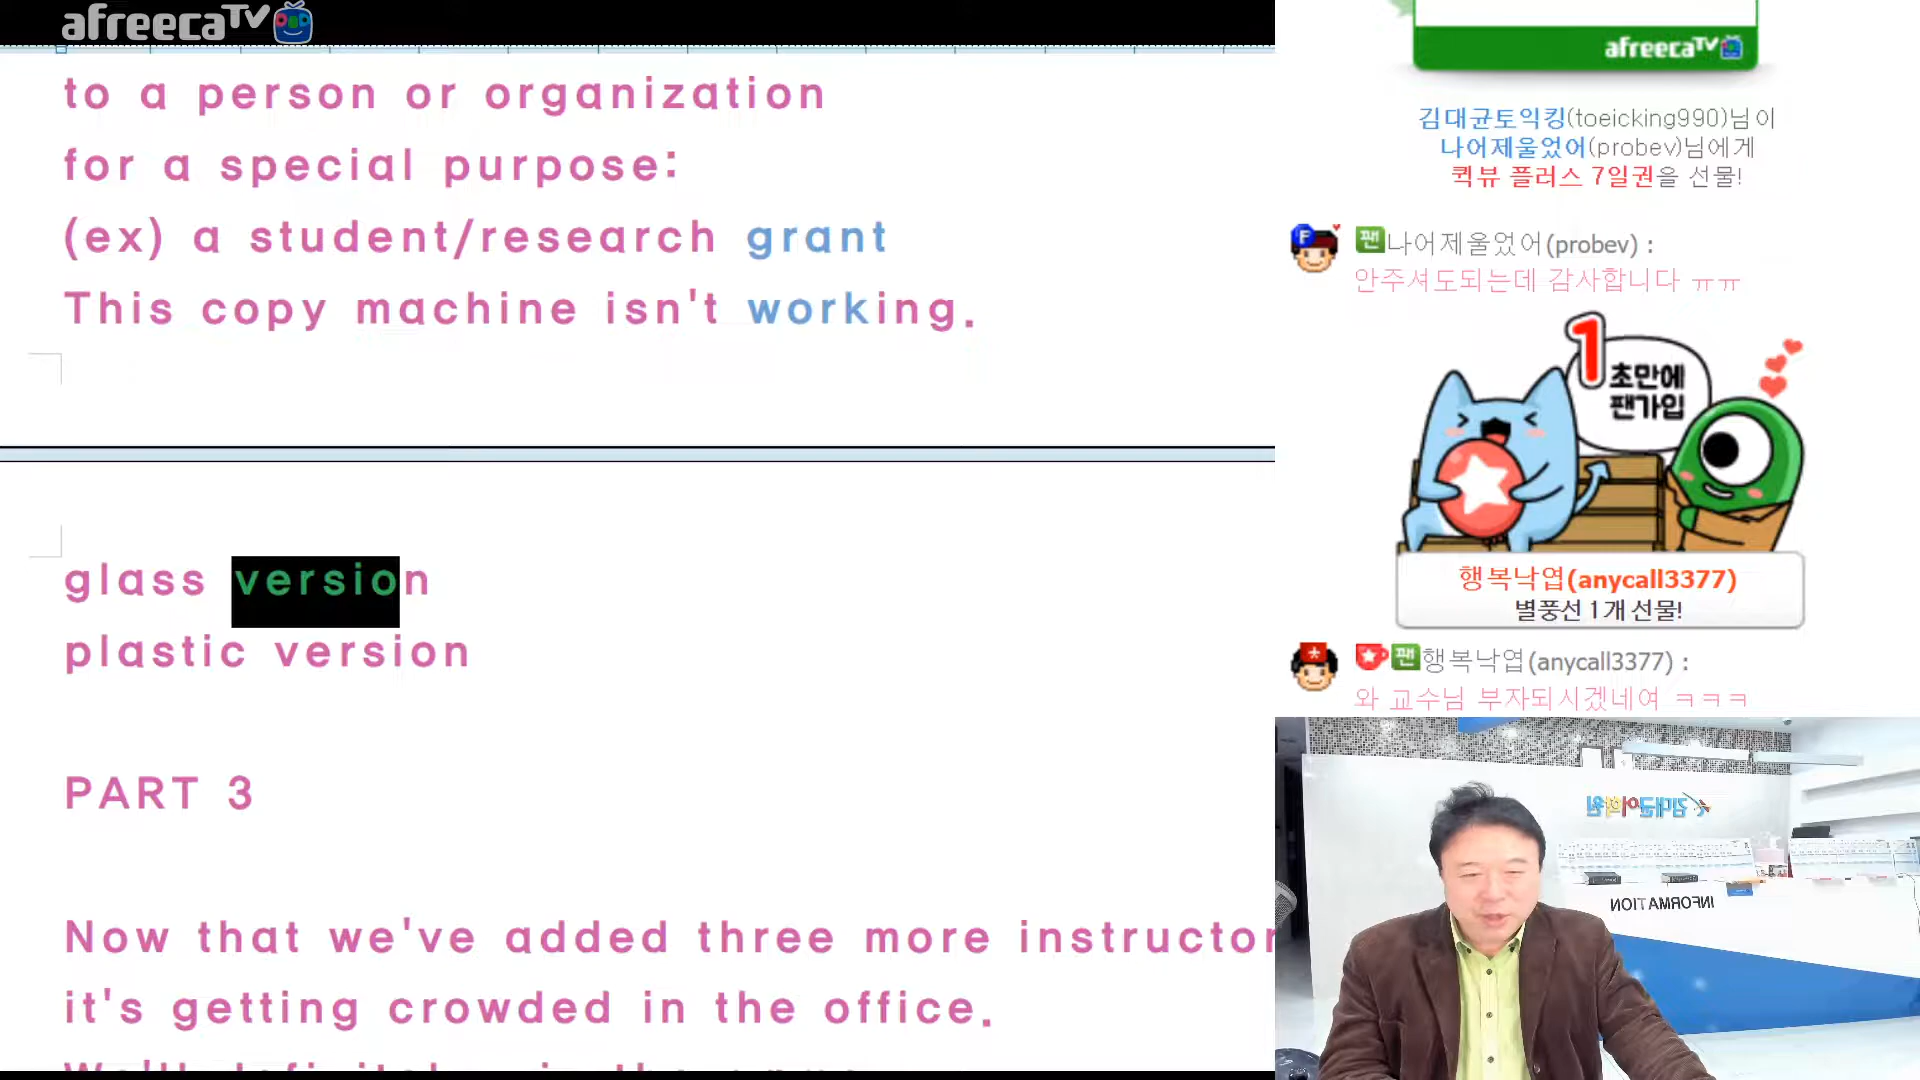 afreecaTV
to a person or organization
for a special purpose:
(ex) a student/research grant
This copy machine isn't working.
glass version
plastic version
PART 3
Now that we've added three more instructor
it's getting crowded in the office.
afreecaTV
김대균토익킹(toeicking990)님이
나어제울었어(probev)님에게
퀵뷰 플러스 7일권을 선물!
F
팬 나어제울었어(probev) :
안주셔도되는데 감사합니다 ㅠㅠ
1초만에
팬가입
행복낙엽(anycall3377)
별풍선 1개 선물!
팬 행복낙엽(anycall3377) :
와 교수님 부자되시겠네여 ㅋㅋㅋ
김대균어학원
INFORMATION